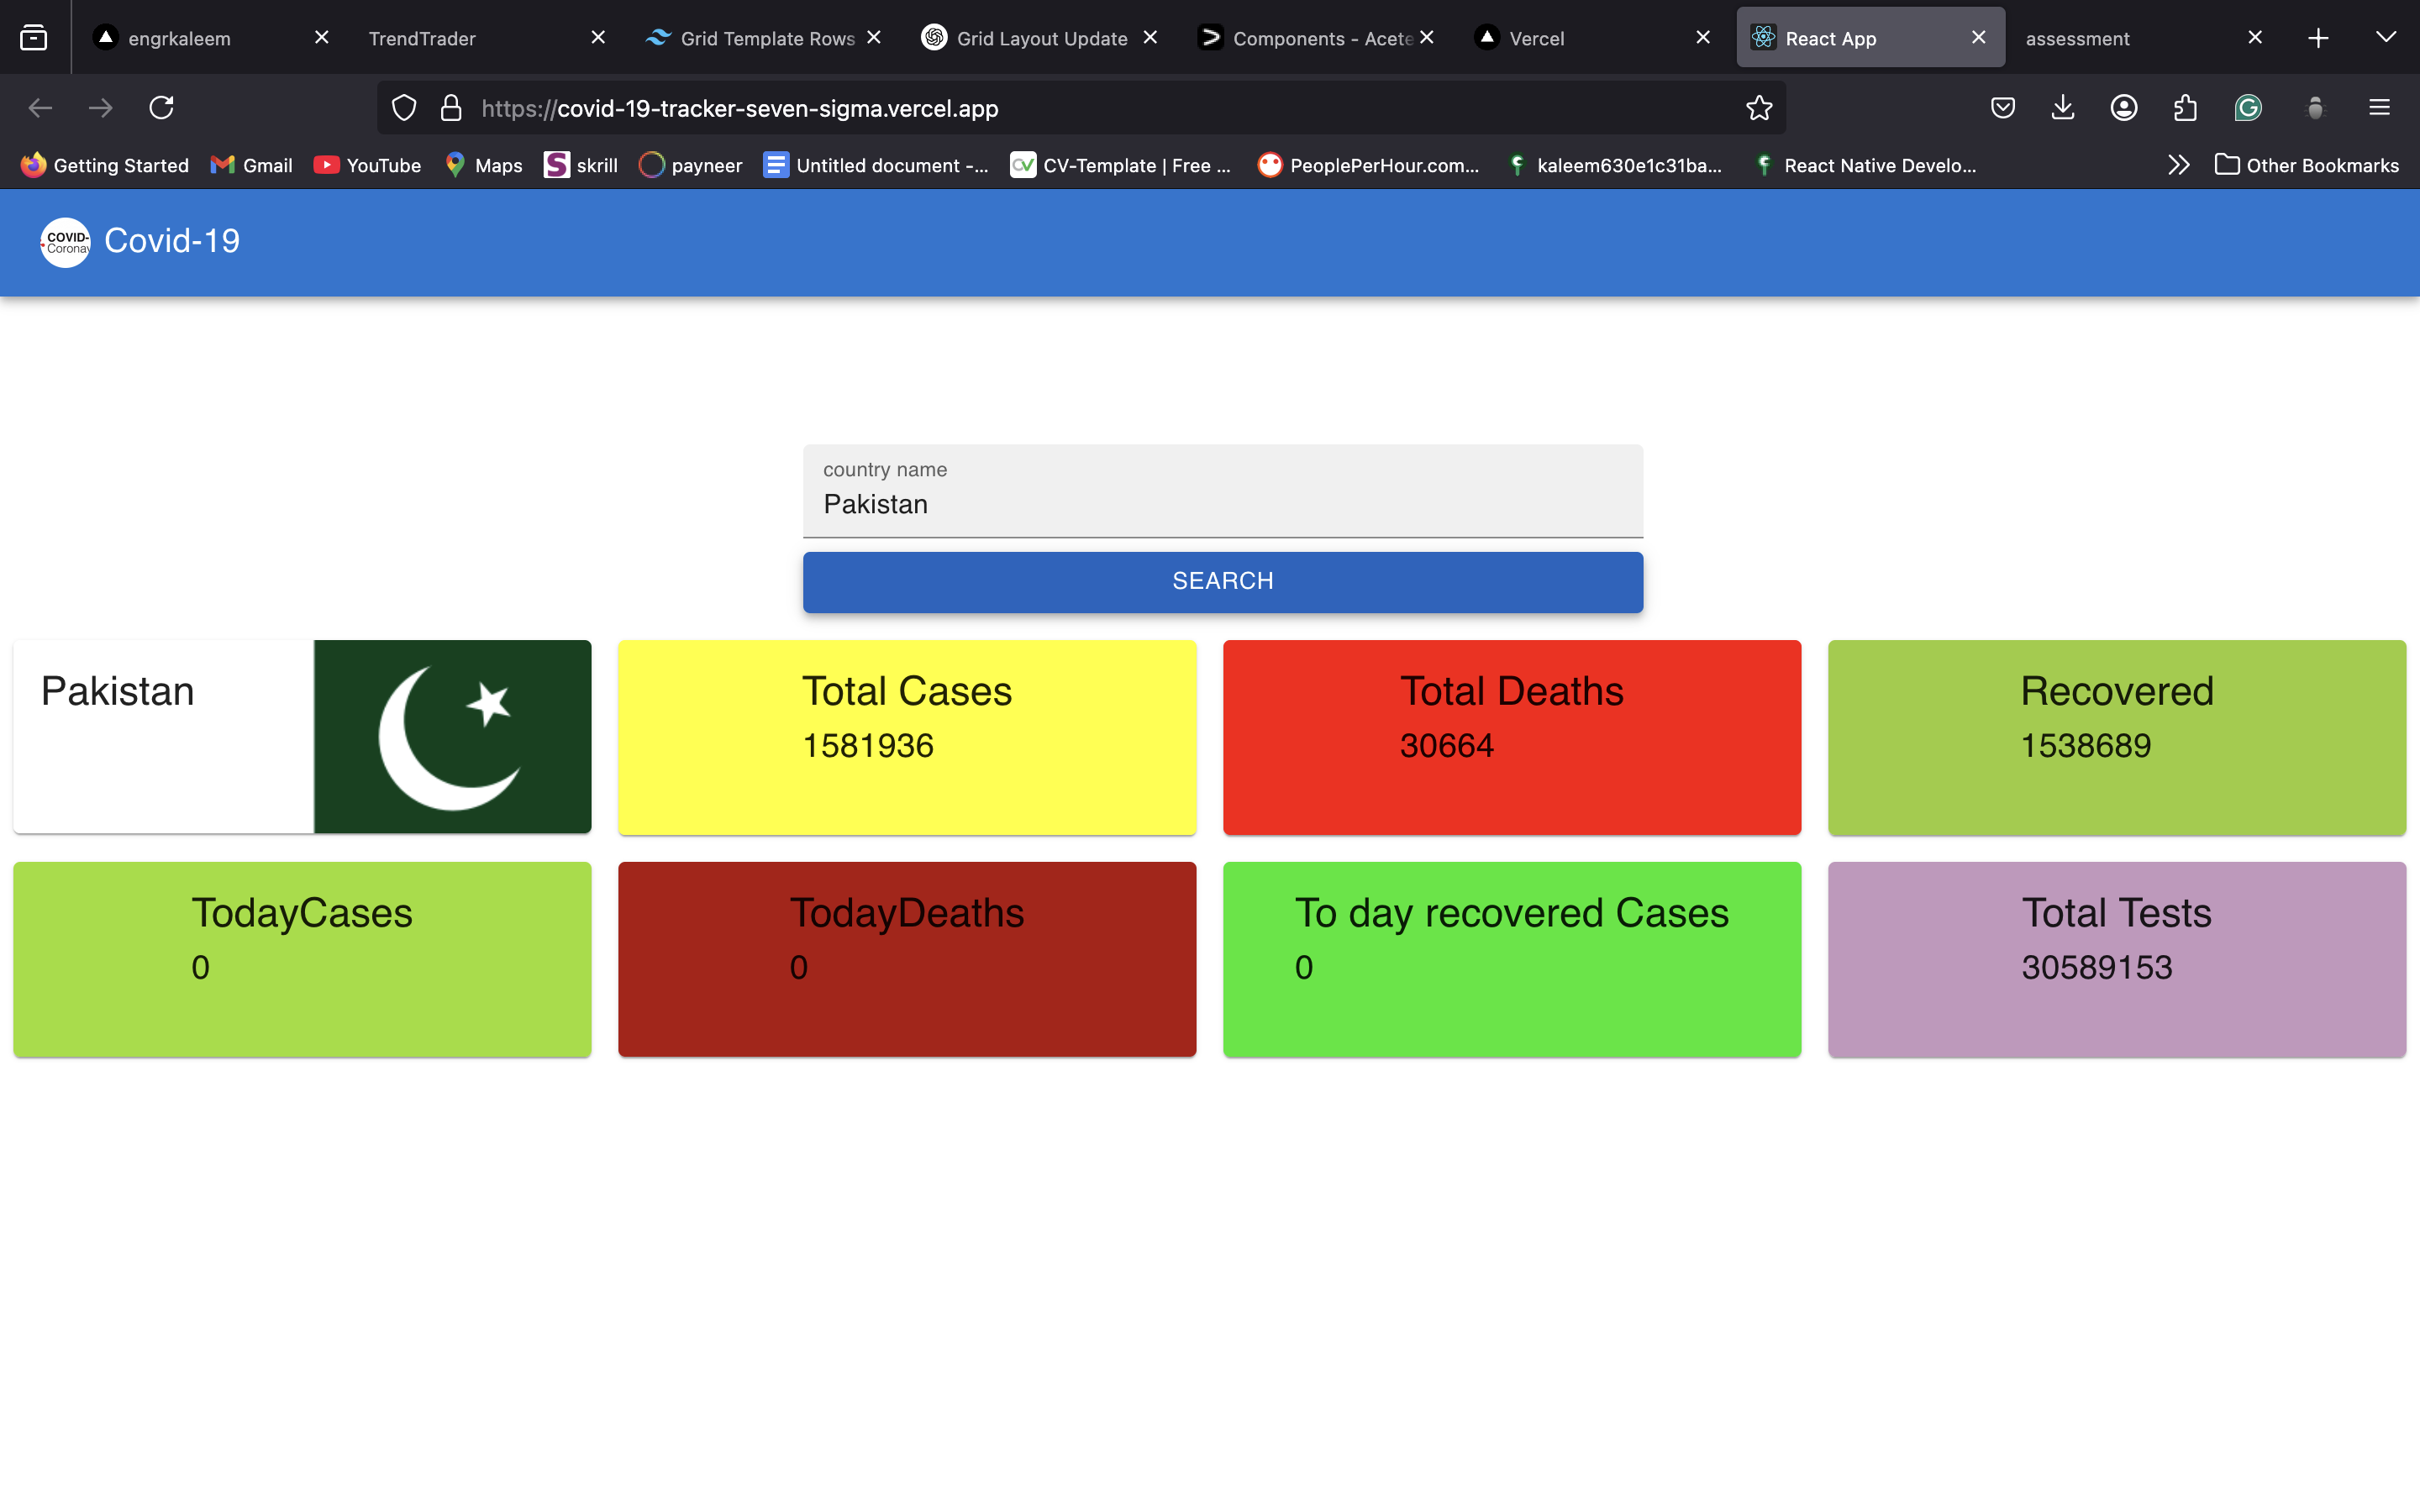 engrkaleem
TrendTrader
Grid Template Rows
Grid Layout Update
Components - Acete
Vercel
React App
assessment
https://covid-19-tracker-seven-sigma.vercel.app
Getting Started
Gmail
YouTube
Maps
skrill
payneer
Untitled document -...
CV-Template | Free ...
PeoplePerHour.com...
kaleem630e1c31ba...
React Native Develo...
Other Bookmarks
COVID-
Coronav
Covid-19
country name
Pakistan
SEARCH
Pakistan
Total Cases
1581936
Total Deaths
30664
Recovered
1538689
TodayCases
0
TodayDeaths
0
To day recovered Cases
0
Total Tests
30589153